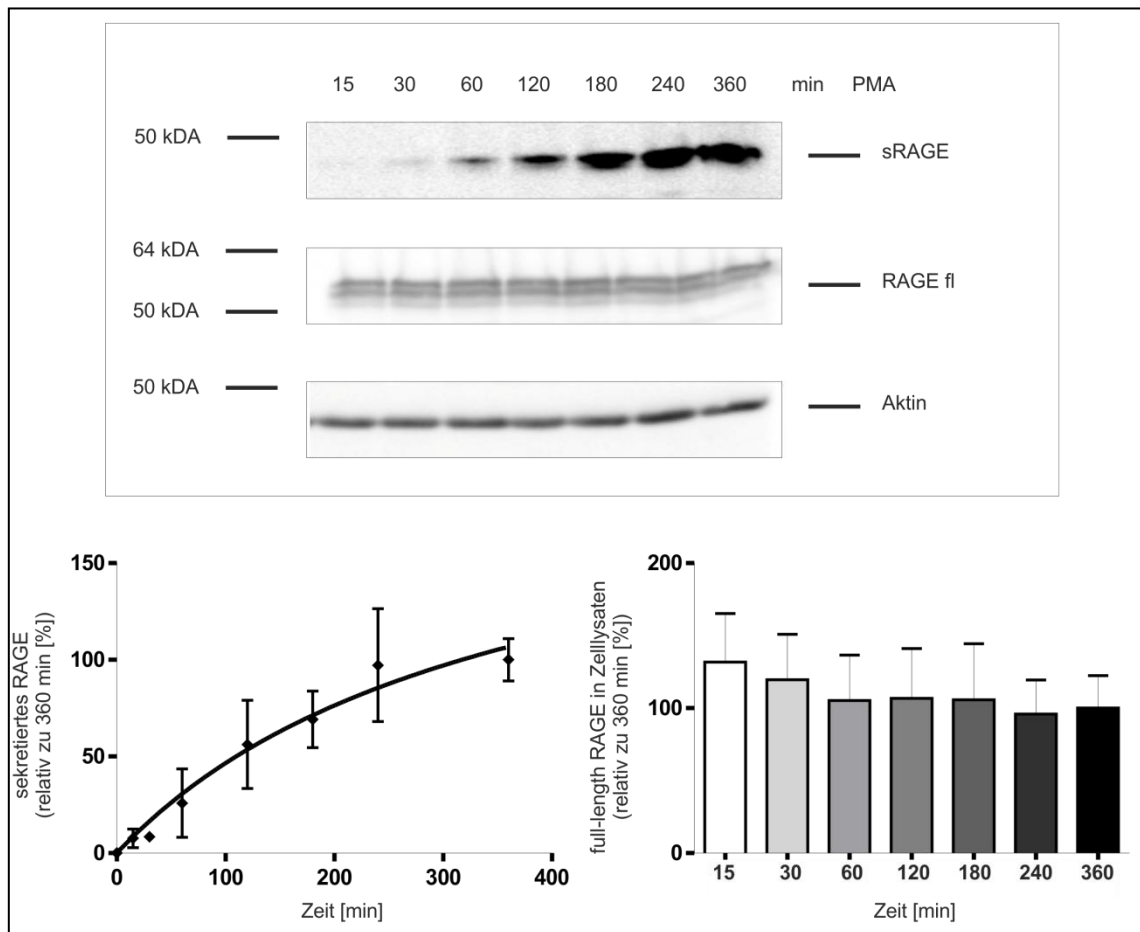 15 30 60 120 180 240 360 min PMA
50 kDA
sRAGE
64 kDA
RAGE fl
50 kDA
50 kDA
Aktin
sekretiertes RAGE
(relativ zu 360 min [%])
150
100
50
0
0 100 200 300 400
Zeit [min]
full-length RAGE in Zelllysaten
(relativ zu 360 min [%])
200
100
0
15 30 60 120 180 240 360
Zeit [min]